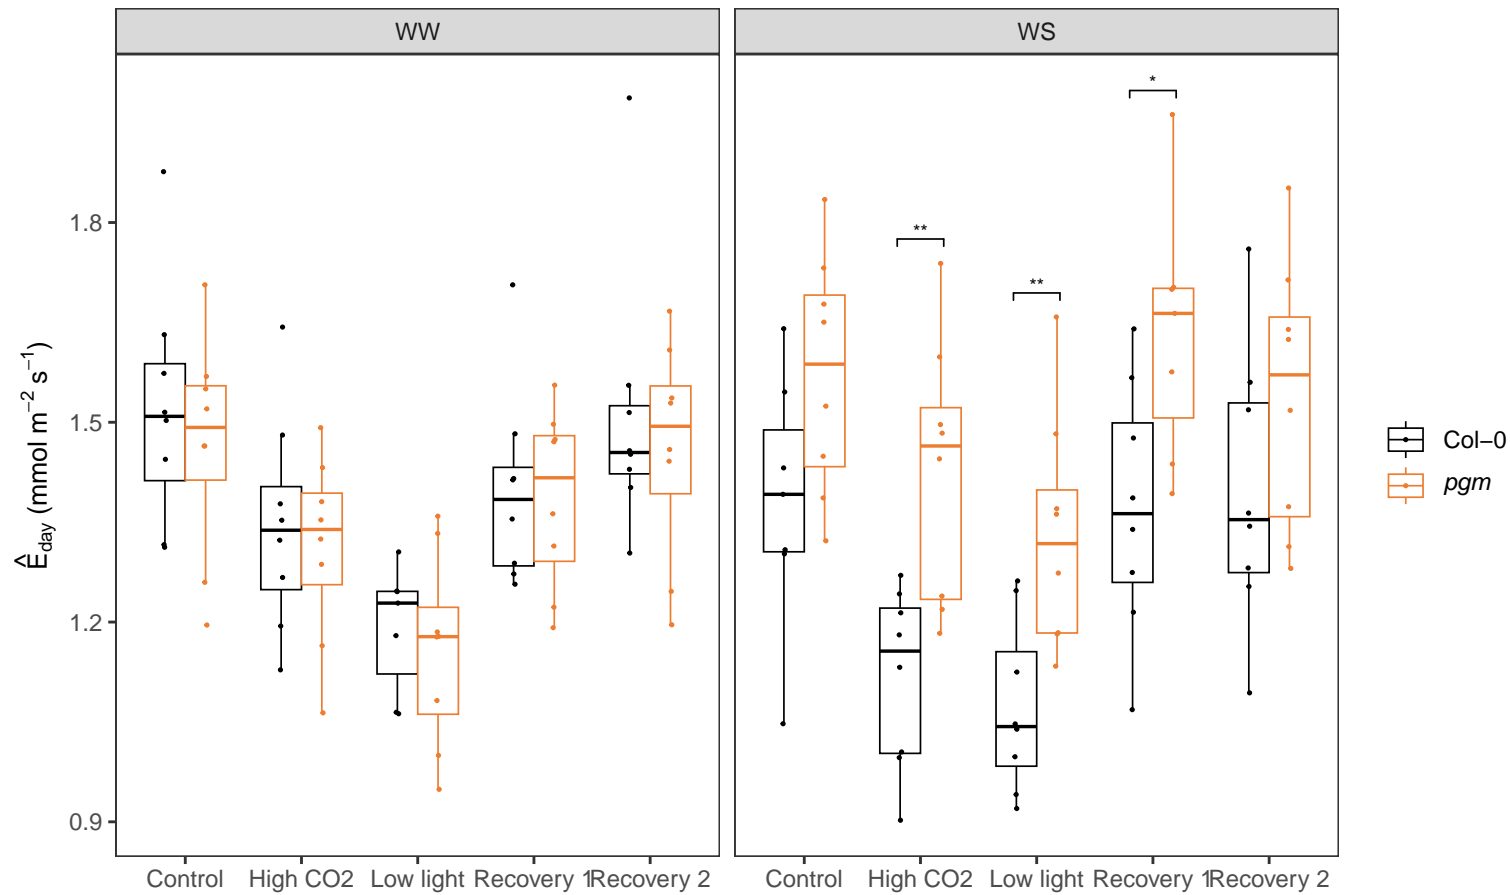 WW
WS
*
**
**
1.8
1.5
1.2
0.9
Ê_day (mmol m⁻² s⁻¹)
Control High CO2 Low light Recovery 1 Recovery 2
Control High CO2 Low light Recovery 1 Recovery 2
Col−0
pgm